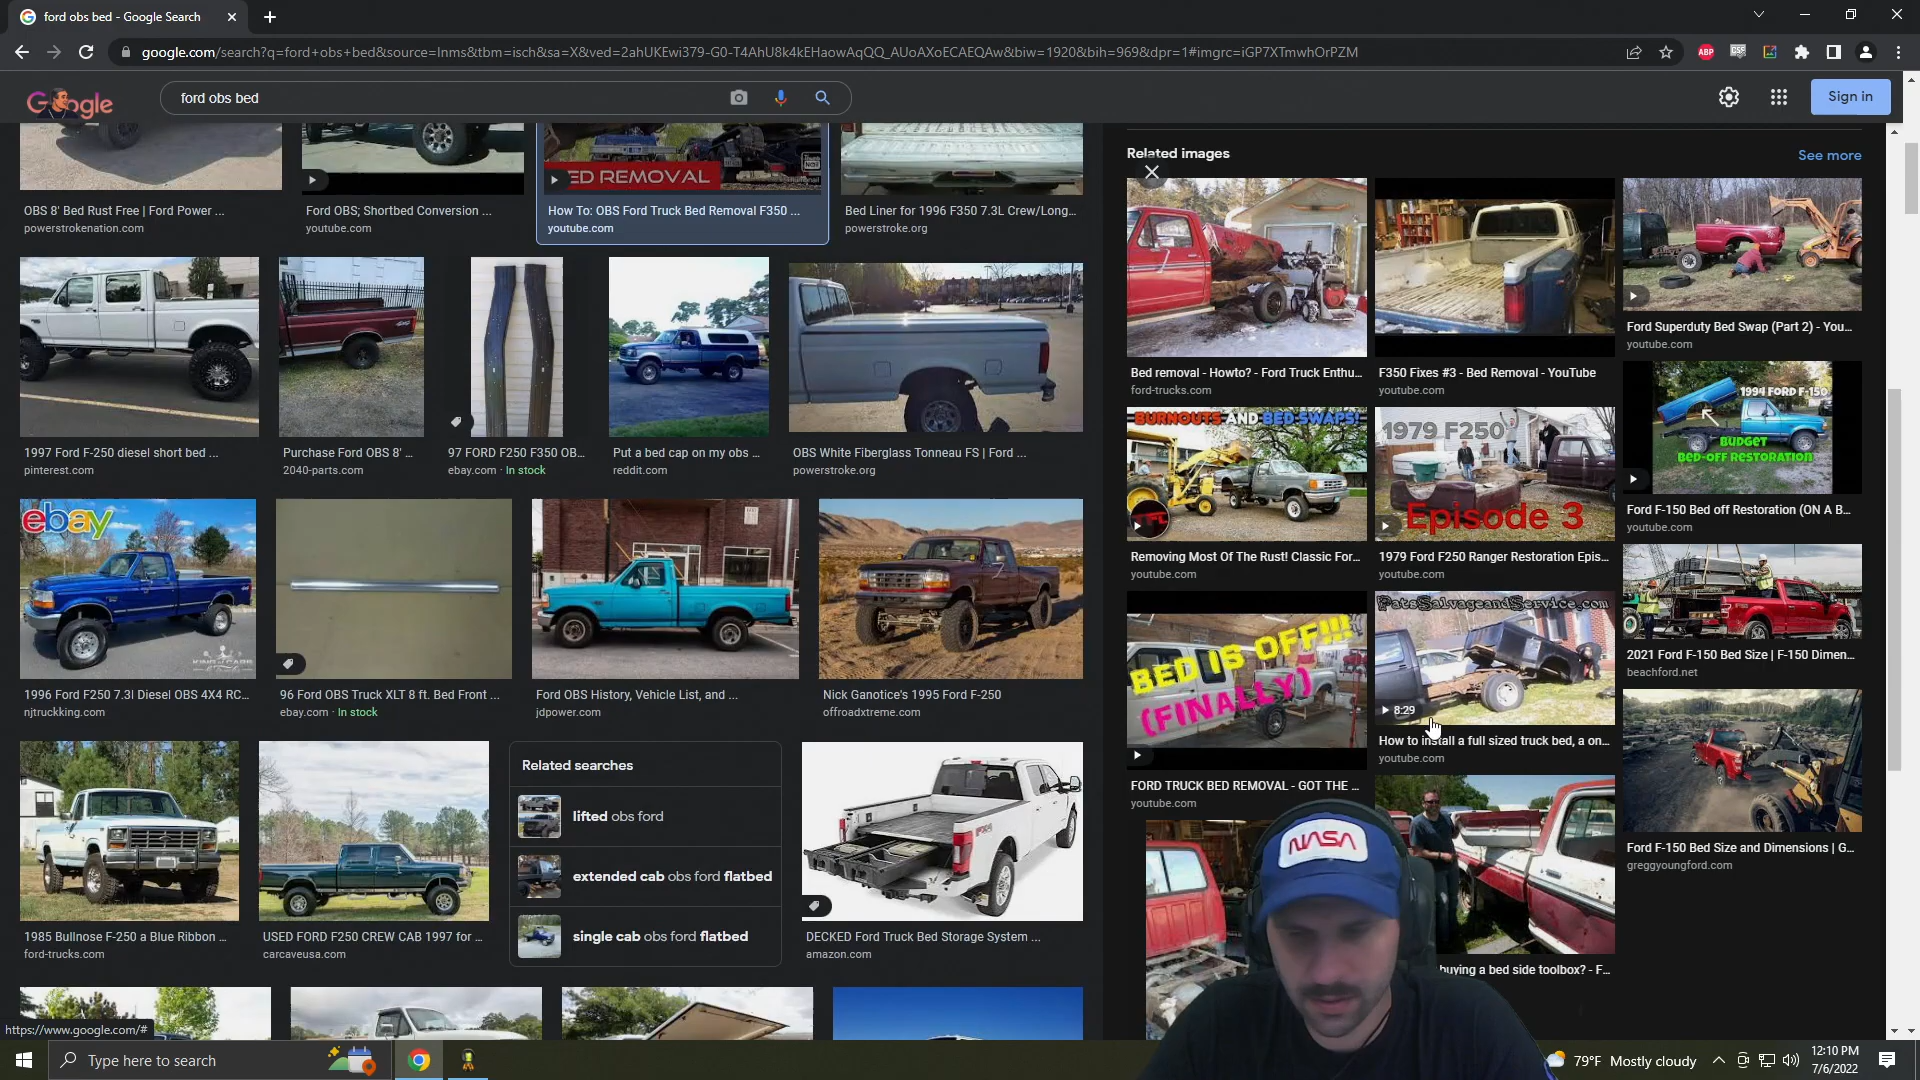 ford obs bed - Google Search
google.com/search?q=ford+obs+bed&source=lnms&tbm=isch&sa=X&ved=2ahUKEwi379-G0-T4AhU8k4kEHaowAqQQ_AUoAXoECAEQAw&biw=1920&bih=969&dpr=1#imgrc=iGP7XTmwhOrPZM
ABP
ford obs bed
Sign in
Related images
See more
ED REMOVAL
OBS 8' Bed Rust Free | Ford Power ...
powerstrokenation.com
Ford OBS; Shortbed Conversion ...
youtube.com
How To: OBS Ford Truck Bed Removal F350 ...
youtube.com
Bed Liner for 1996 F350 7.3L Crew/Long...
powerstroke.org
1997 Ford F-250 diesel short bed ...
pinterest.com
Purchase Ford OBS 8' ...
2040-parts.com
97 FORD F250 F350 OB...
ebay.com · In stock
Put a bed cap on my obs ...
reddit.com
OBS White Fiberglass Tonneau FS | Ford ...
powerstroke.org
ebay
1996 Ford F250 7.3l Diesel OBS 4X4 RC...
njtruckking.com
96 Ford OBS Truck XLT 8 ft. Bed Front ...
ebay.com · In stock
Ford OBS History, Vehicle List, and ...
jdpower.com
Nick Ganotice's 1995 Ford F-250
offroadxtreme.com
1985 Bullnose F-250 a Blue Ribbon ...
ford-trucks.com
USED FORD F250 CREW CAB 1997 for ...
carcaveusa.com
Related searches
lifted obs ford
extended cab obs ford flatbed
single cab obs ford flatbed
DECKED Ford Truck Bed Storage System ...
amazon.com
Bed removal - Howto? - Ford Truck Enthu...
ford-trucks.com
F350 Fixes #3 - Bed Removal - YouTube
youtube.com
Ford Superduty Bed Swap (Part 2) - You...
youtube.com
BURNOUTS AND BED SWAPS!
Removing Most Of The Rust! Classic For...
youtube.com
1979 F250
Episode 3
1979 Ford F250 Ranger Restoration Epis...
youtube.com
1994 FORD F-150
BUDGET
BED-OFF RESTORATION
Ford F-150 Bed off Restoration (ON A B...
youtube.com
BED IS OFF!!!
(FINALLY)
FORD TRUCK BED REMOVAL - GOT THE ...
youtube.com
PatsSalvageandService.com
8:29
How to install a full sized truck bed, a on...
youtube.com
2021 Ford F-150 Bed Size | F-150 Dimen...
beachford.net
Ford F-150 Bed Size and Dimensions | G...
greggyoungford.com
NASA
buying a bed side toolbox? - F...
https://www.google.com/#
Type here to search
79°F Mostly cloudy
12:10 PM
7/6/2022